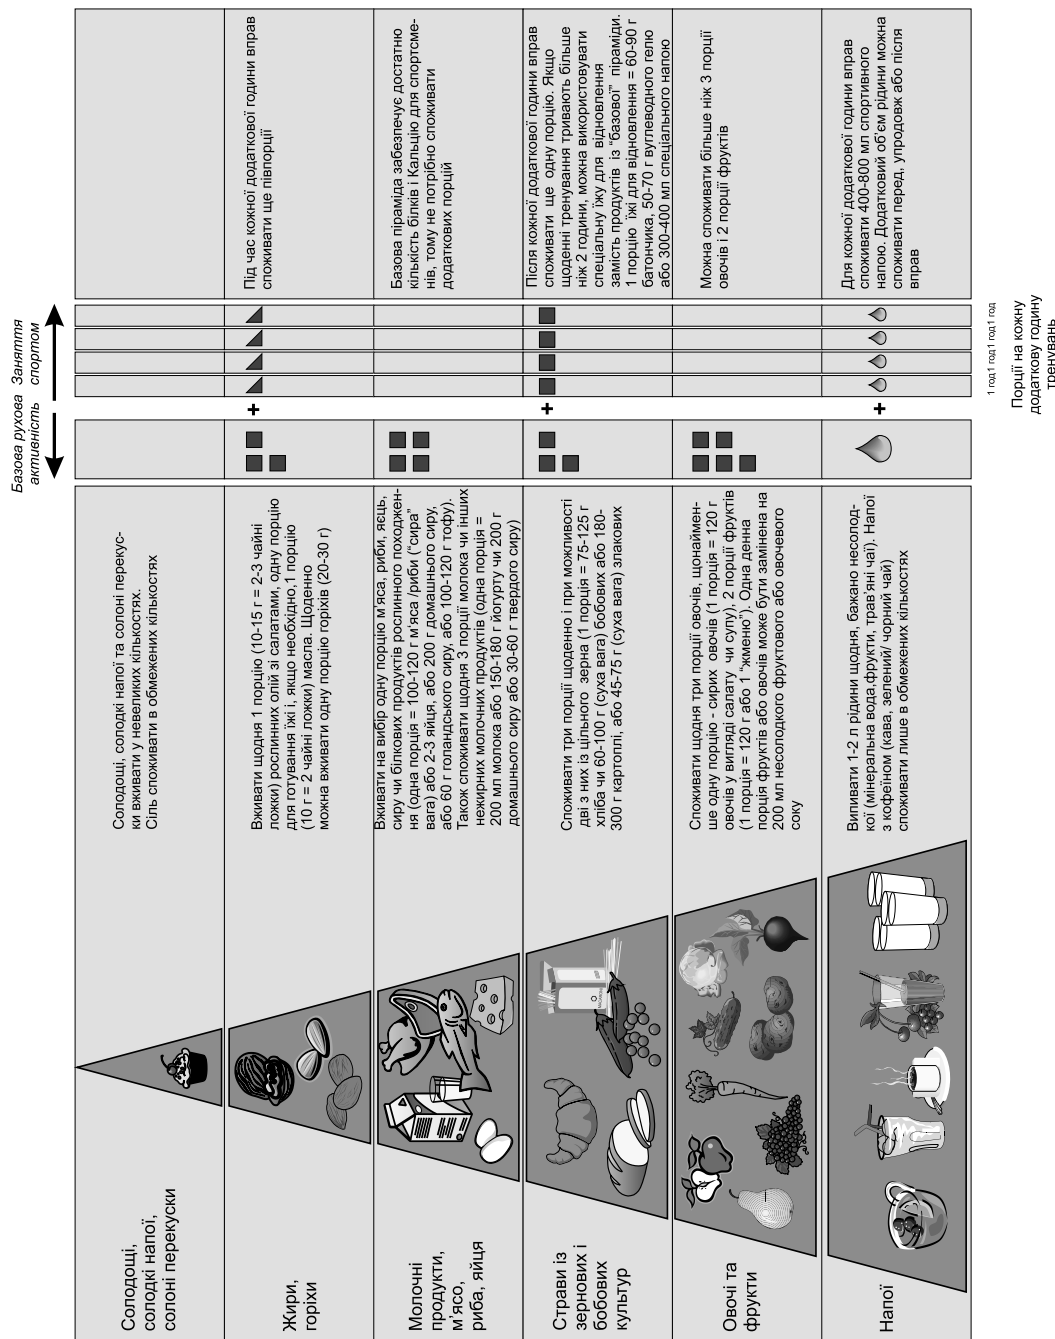 Базова рухова
активність
Заняття
спортом
Солодощі,
солодкі напої,
солоні перекуски
Солодощі, солодкі напої та солоні перекус-
ки вживати у невеликих кількостях.
Сіль споживати в обмежених кількостях
Жири,
горіхи
Вживати щодня 1 порцію (10-15 г = 2-3 чайні
ложки) рослинних олій зі салатами, одну порцію
для готування їжі і, якщо необхідно,1 порцію
(10 г = 2 чайні ложки) масла. Щоденно
можна вживати одну порцію горіхів (20-30 г)
+
Під час кожної додаткової години вправ
споживати ще півпорції
Молочні
продукти,
м'ясо,
риба, яйця
Вживати на вибір одну порцію м'яса, риби, яєць,
сиру чи білкових продуктів рослинного походжен-
ня (одна порція = 100-120 г м'яса /риби ("сира"
вага) або 2-3 яйця, або 200 г домашнього сиру,
або 60 г голандського сиру, або 100-120 г тофу).
Також споживати щодня 3 порції молока чи інших
нежирних молочних продуктів (одна порція =
200 мл молока або 150-180 г йогурту чи 200 г
домашнього сиру або 30-60 г твердого сиру)
Базова піраміда забезпечує достатню
кількість білків і Кальцію для спортсме-
нів, тому не потрібно споживати
додаткових порцій
Страви із
зернових і
бобових
культур
Споживати три порції щоденно і при можливості
дві з них із цільного зерна (1 порція = 75-125 г
хліба чи 60-100 г (суха вага) бобових або 180-
300 г картоплі, або 45-75 г (суха вага) злакових
+
Після кожної додаткової години вправ
споживати ще одну порцію. Якщо
щоденні тренування тривають більше
ніж 2 години, можна використовувати
спеціальну їжу для відновлення
замість продуктів із "базової" піраміди.
1 порцію їжі для відновлення = 60-90 г
батончика, 50-70 г вуглеводного гелю
або 300-400 мл спеціального напою
Овочі та
фрукти
Споживати щодня три порції овочів, щонаймен-
ше одну порцію - сирих овочів (1 порція = 120 г
овочів у вигляді салату чи супу), 2 порції фруктів
(1 порція = 120 г або 1 "жменю"). Одна денна
порція фруктів або овочів може бути замінена на
200 мл несолодкого фруктового або овочевого
соку
Можна споживати більше ніж 3 порції
овочів і 2 порції фруктів
Напої
Випивати 1-2 л рідини щодня, бажано несолод-
кої (мінеральна вода,фрукти, трав'яні чаї). Напої
з кофеїном (кава, зелений/ чорний чай)
споживати лише в обмежених кількостях
+
Для кожної додаткової години вправ
споживати 400-800 мл спортивного
напою. Додатковий об'єм рідини можна
споживати перед, упродовж або після
вправ
1 год 1 год 1 год 1 год
Порції на кожну
додаткову годину
тренувань